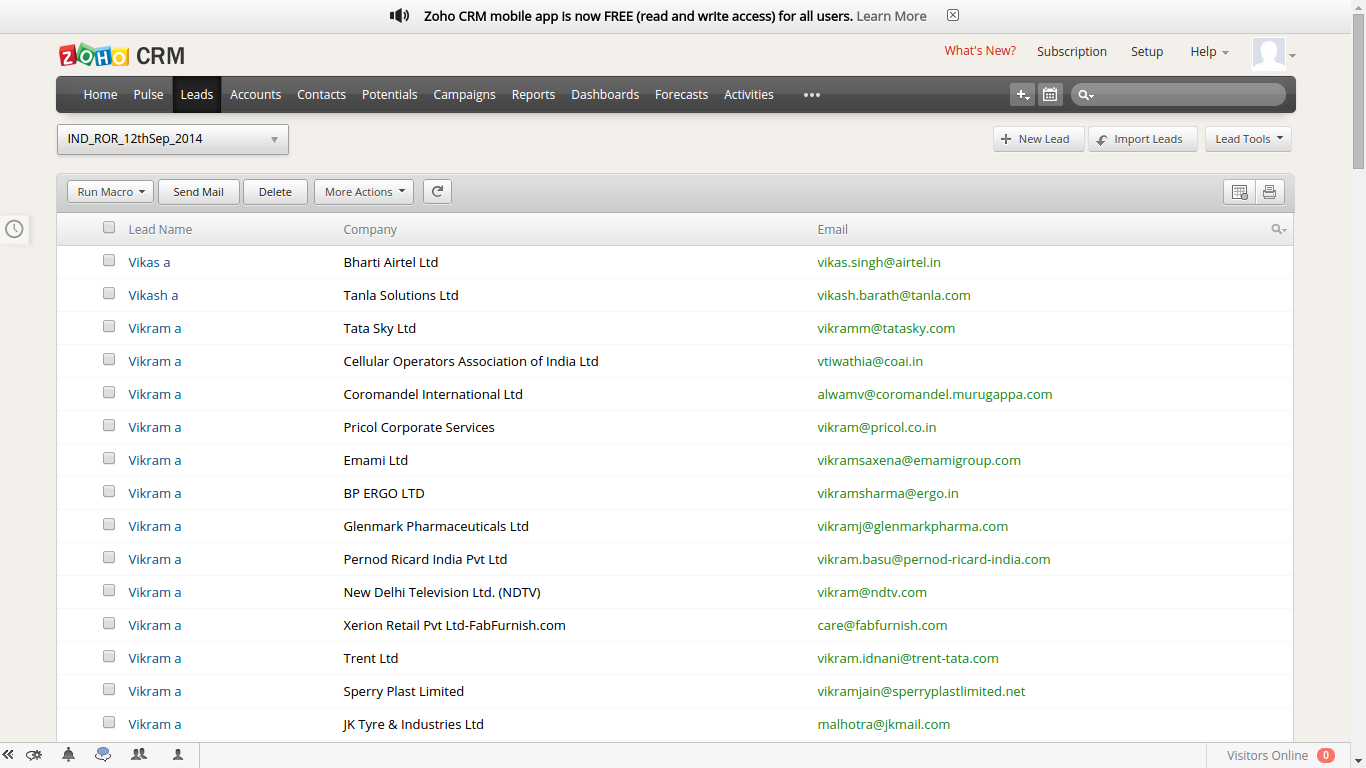 Zoho CRM mobile app is now FREE (read and write access) for all users. Learn More
ZOHO CRM
What's New? Subscription Setup Help
Home Pulse Leads Accounts Contacts Potentials Campaigns Reports Dashboards Forecasts Activities
IND_ROR_12thSep_2014
New Lead Import Leads Lead Tools
Run Macro Send Mail Delete More Actions
Lead Name Company Email
Vikas a Bharti Airtel Ltd vikas.singh@airtel.in
Vikash a Tanla Solutions Ltd vikash.barath@tanla.com
Vikram a Tata Sky Ltd vikramm@tatasky.com
Vikram a Cellular Operators Association of India Ltd vtiwathia@coai.in
Vikram a Coromandel International Ltd alwamv@coromandel.murugappa.com
Vikram a Pricol Corporate Services vikram@pricol.co.in
Vikram a Emami Ltd vikramsaxena@emamigroup.com
Vikram a BP ERGO LTD vikramsharma@ergo.in
Vikram a Glenmark Pharmaceuticals Ltd vikramj@glenmarkpharma.com
Vikram a Pernod Ricard India Pvt Ltd vikram.basu@pernod-ricard-india.com
Vikram a New Delhi Television Ltd. (NDTV) vikram@ndtv.com
Vikram a Xerion Retail Pvt Ltd-FabFurnish.com care@fabfurnish.com
Vikram a Trent Ltd vikram.idnani@trent-tata.com
Vikram a Sperry Plast Limited vikramjain@sperryplastlimited.net
Vikram a JK Tyre & Industries Ltd malhotra@jkmail.com
Visitors Online 0